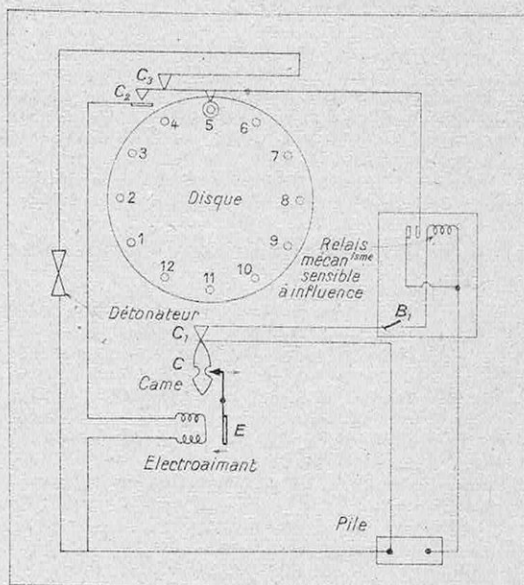 C₃
C₂
4
5
6
3
7
2
Disque
8
1
9
12
11
10
Relais
mécanisme
sensible
à influence
Détonateur
C₁
B₁
C
Came
E
Electroaimant
Pile